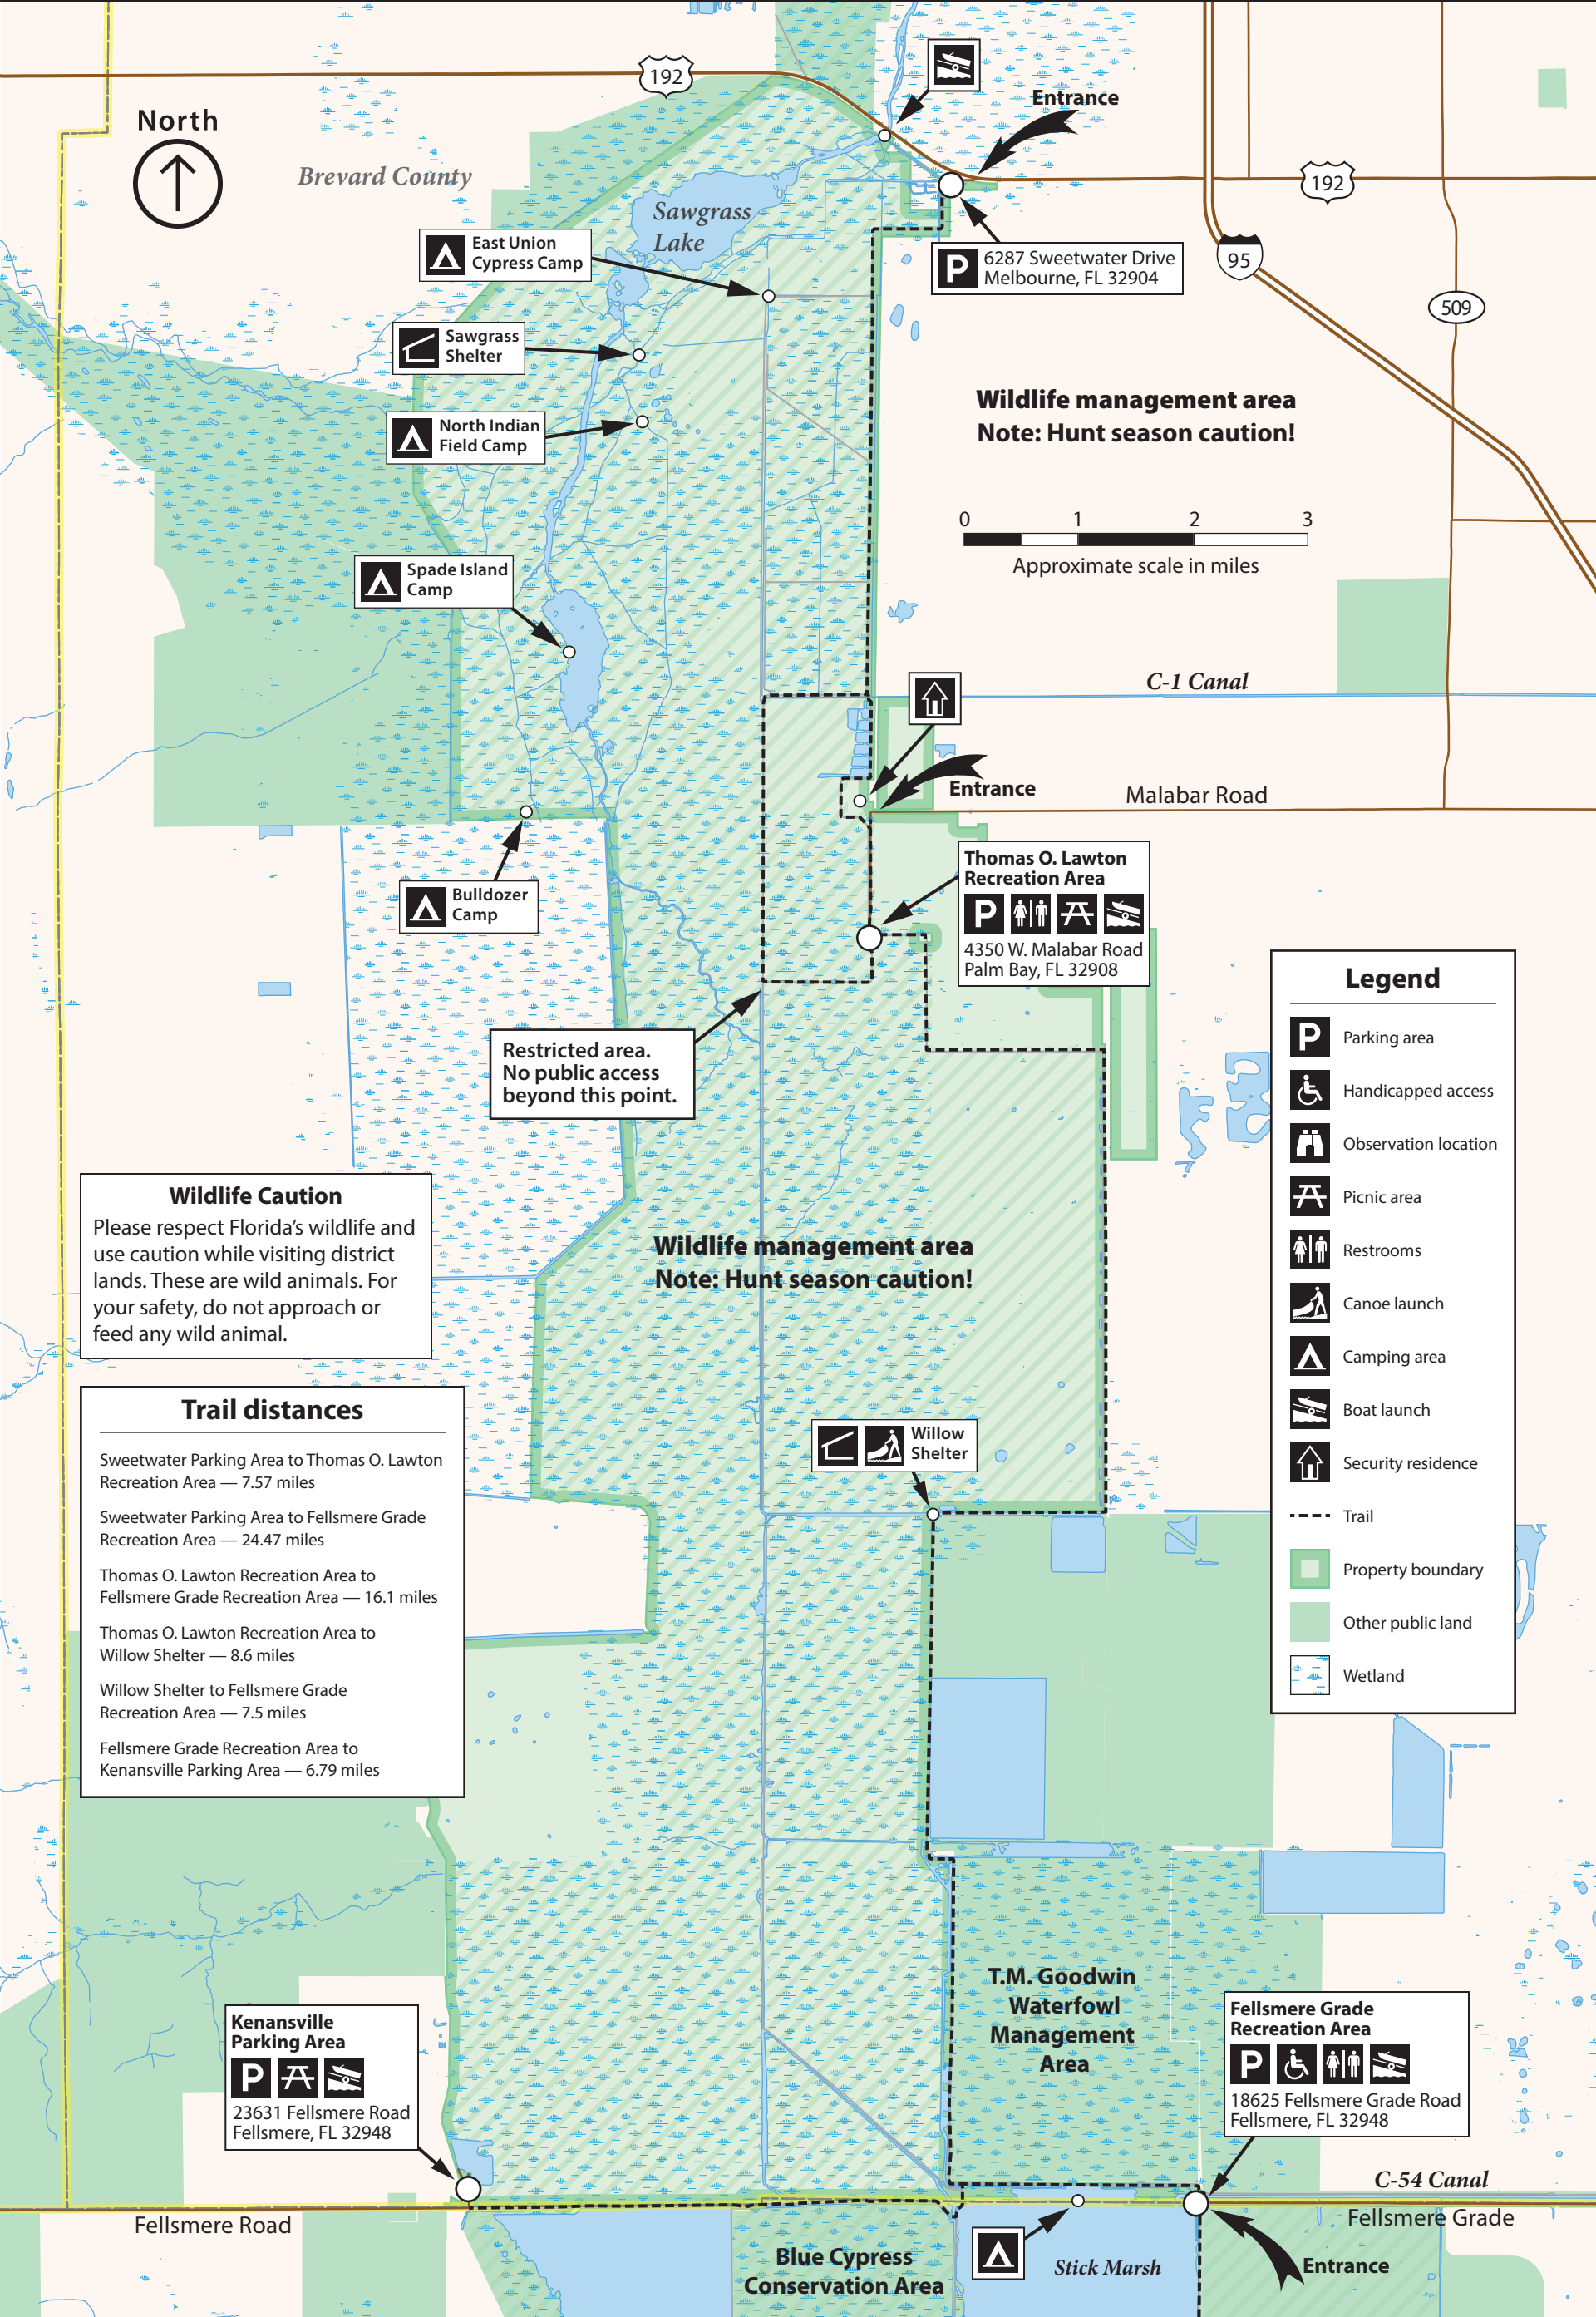 192
Entrance
North
Brevard County
192
Sawgrass
Lake
East Union
Cypress Camp
P
6287 Sweetwater Drive
Melbourne, FL 32904
95
509
Sawgrass
Shelter
North Indian
Field Camp
Wildlife management area
Note: Hunt season caution!
0 1 2 3
Approximate scale in miles
Spade Island
Camp
C-1 Canal
Entrance
Malabar Road
Bulldozer
Camp
Thomas O. Lawton
Recreation Area
P
4350 W. Malabar Road
Palm Bay, FL 32908
Restricted area.
No public access
beyond this point.
Legend
P Parking area
Handicapped access
Observation location
Picnic area
Restrooms
Canoe launch
Camping area
Boat launch
Security residence
Trail
Property boundary
Other public land
Wetland
Wildlife Caution
Please respect Florida’s wildlife and
use caution while visiting district
lands. These are wild animals. For
your safety, do not approach or
feed any wild animal.
Wildlife management area
Note: Hunt season caution!
Trail distances
Sweetwater Parking Area to Thomas O. Lawton
Recreation Area — 7.57 miles
Sweetwater Parking Area to Fellsmere Grade
Recreation Area — 24.47 miles
Thomas O. Lawton Recreation Area to
Fellsmere Grade Recreation Area — 16.1 miles
Thomas O. Lawton Recreation Area to
Willow Shelter — 8.6 miles
Willow Shelter to Fellsmere Grade
Recreation Area — 7.5 miles
Fellsmere Grade Recreation Area to
Kenansville Parking Area — 6.79 miles
Willow
Shelter
T.M. Goodwin
Waterfowl
Management
Area
Kenansville
Parking Area
P
23631 Fellsmere Road
Fellsmere, FL 32948
Fellsmere Grade
Recreation Area
P
18625 Fellsmere Grade Road
Fellsmere, FL 32948
C-54 Canal
Fellsmere Road
Fellsmere Grade
Blue Cypress
Conservation Area
Stick Marsh
Entrance